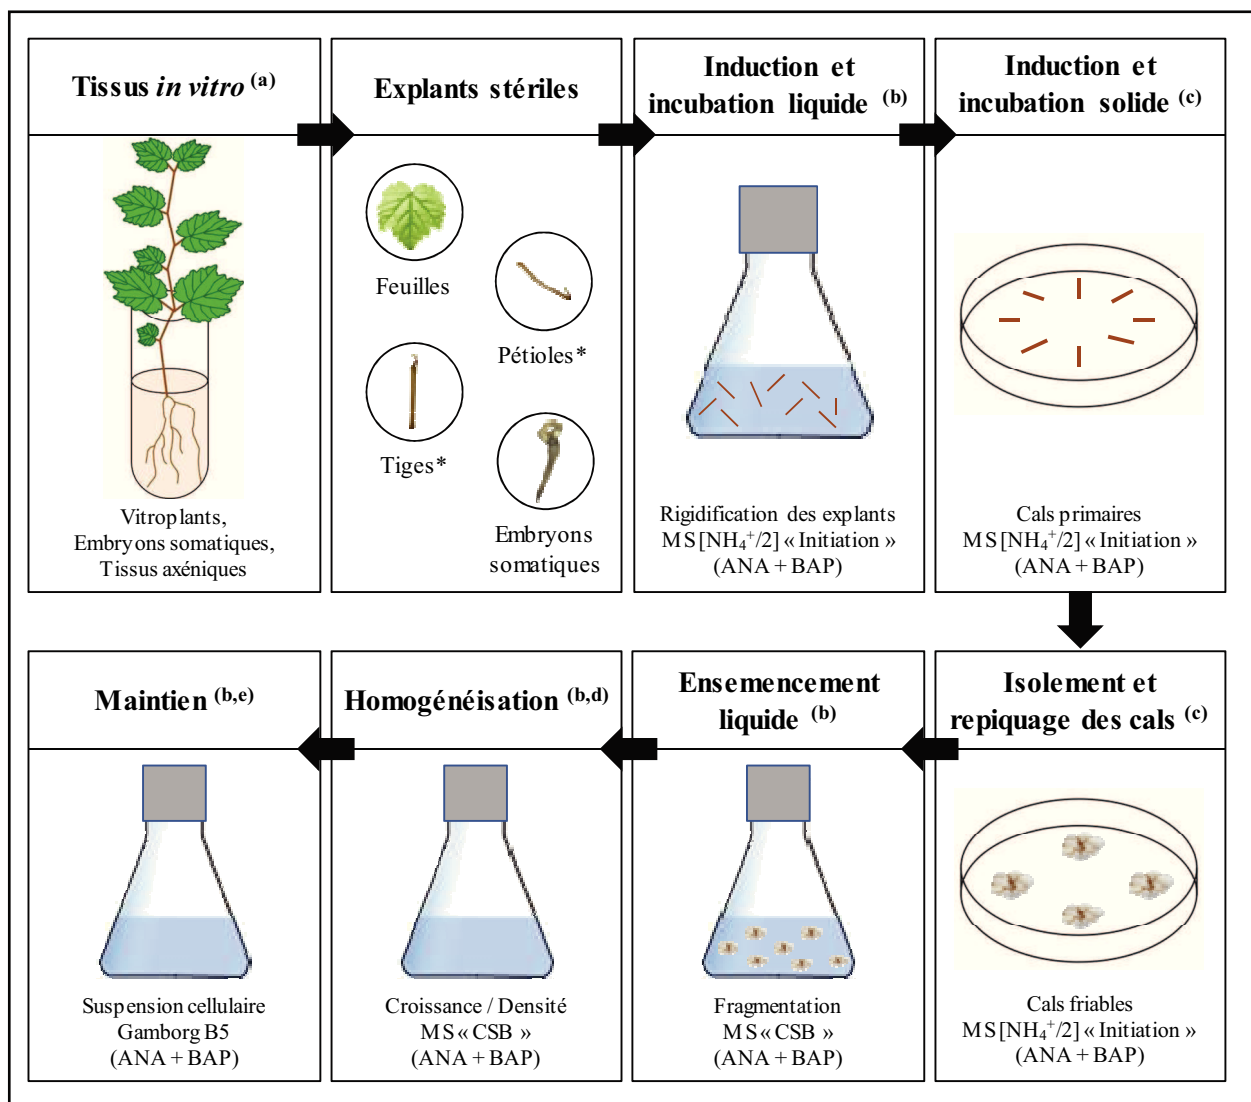 Tissus in vitro (a)
Vitroplants,
Embryons somatiques,
Tissus axéniques
Explants stériles
Feuilles
Pétioles*
Tiges*
Embryons
somatiques
Induction et
incubation liquide (b)
Rigidification des explants
MS[NH₄⁺/2] « Initiation »
(ANA + BAP)
Induction et
incubation solide (c)
Cals primaires
MS[NH₄⁺/2] « Initiation »
(ANA + BAP)
Isolement et
repiquage des cals (c)
Cals friables
MS[NH₄⁺/2] « Initiation »
(ANA + BAP)
Ensemencement
liquide (b)
Fragmentation
MS « CSB »
(ANA + BAP)
Homogénéisation (b,d)
Croissance / Densité
MS « CSB »
(ANA + BAP)
Maintien (b,e)
Suspension cellulaire
Gamborg B5
(ANA + BAP)